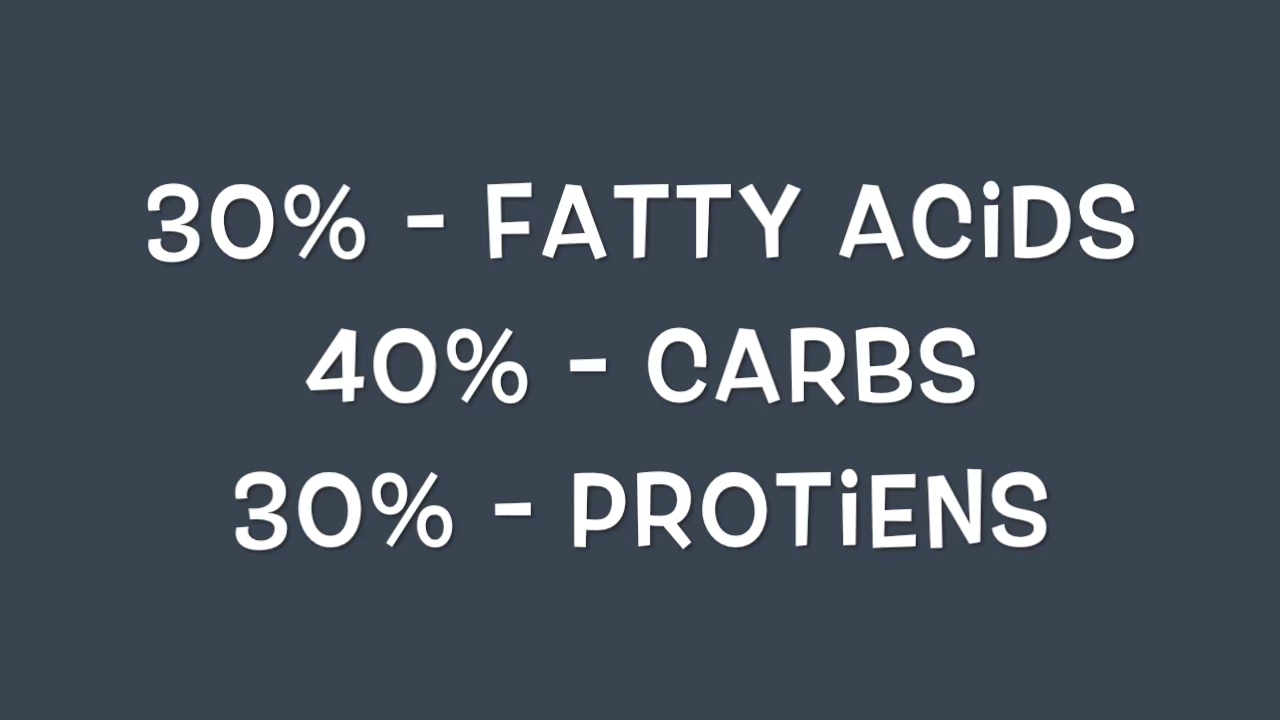 30% - FATTY ACiDS
40% - CARBS
30% - PROTiENS